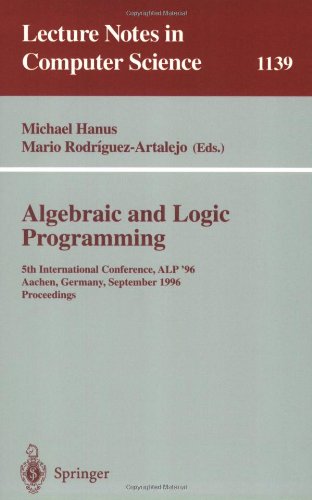 Lecture Notes in
Computer Science 1139
Michael Hanus
Mario Rodríguez-Artalejo (Eds.)
Algebraic and Logic
Programming
5th International Conference, ALP '96
Aachen, Germany, September 1996
Proceedings
Springer